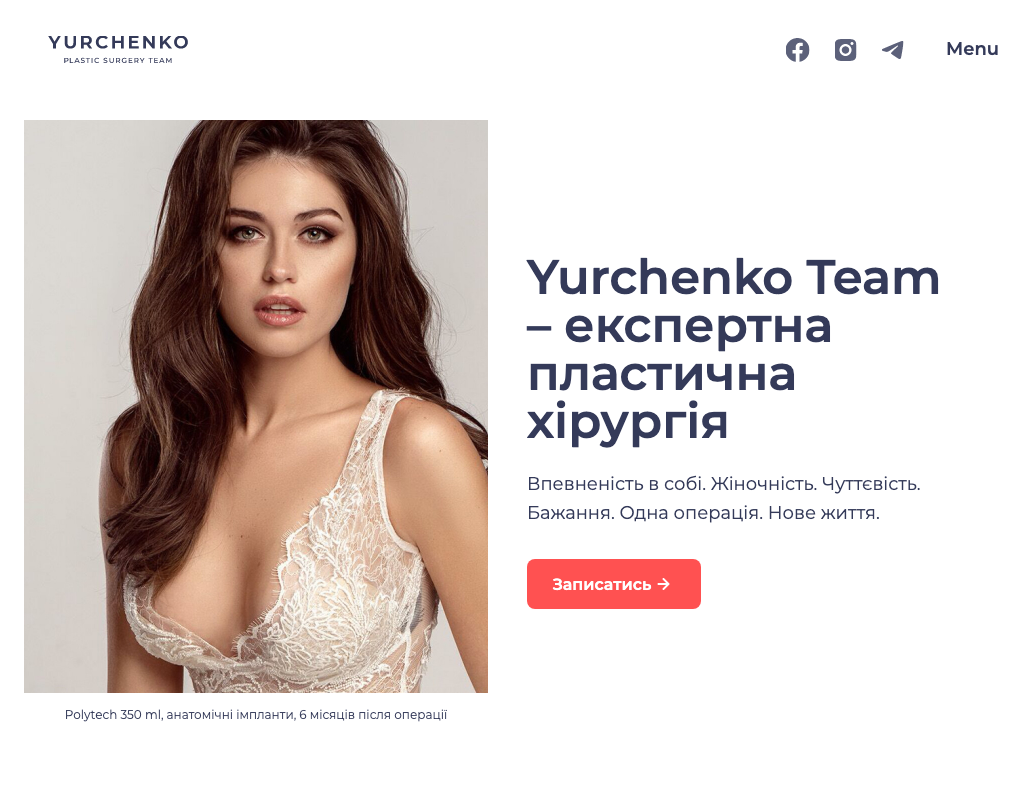 YURCHENKO
PLASTIC SURGERY TEAM
Menu
Yurchenko Team
– експертна
пластична
хірургія
Впевненість в собі. Жіночність. Чуттєвість.
Бажання. Одна операція. Нове життя.
Записатись →
Polytech 350 ml, анатомічні імпланти, 6 місяців після операції